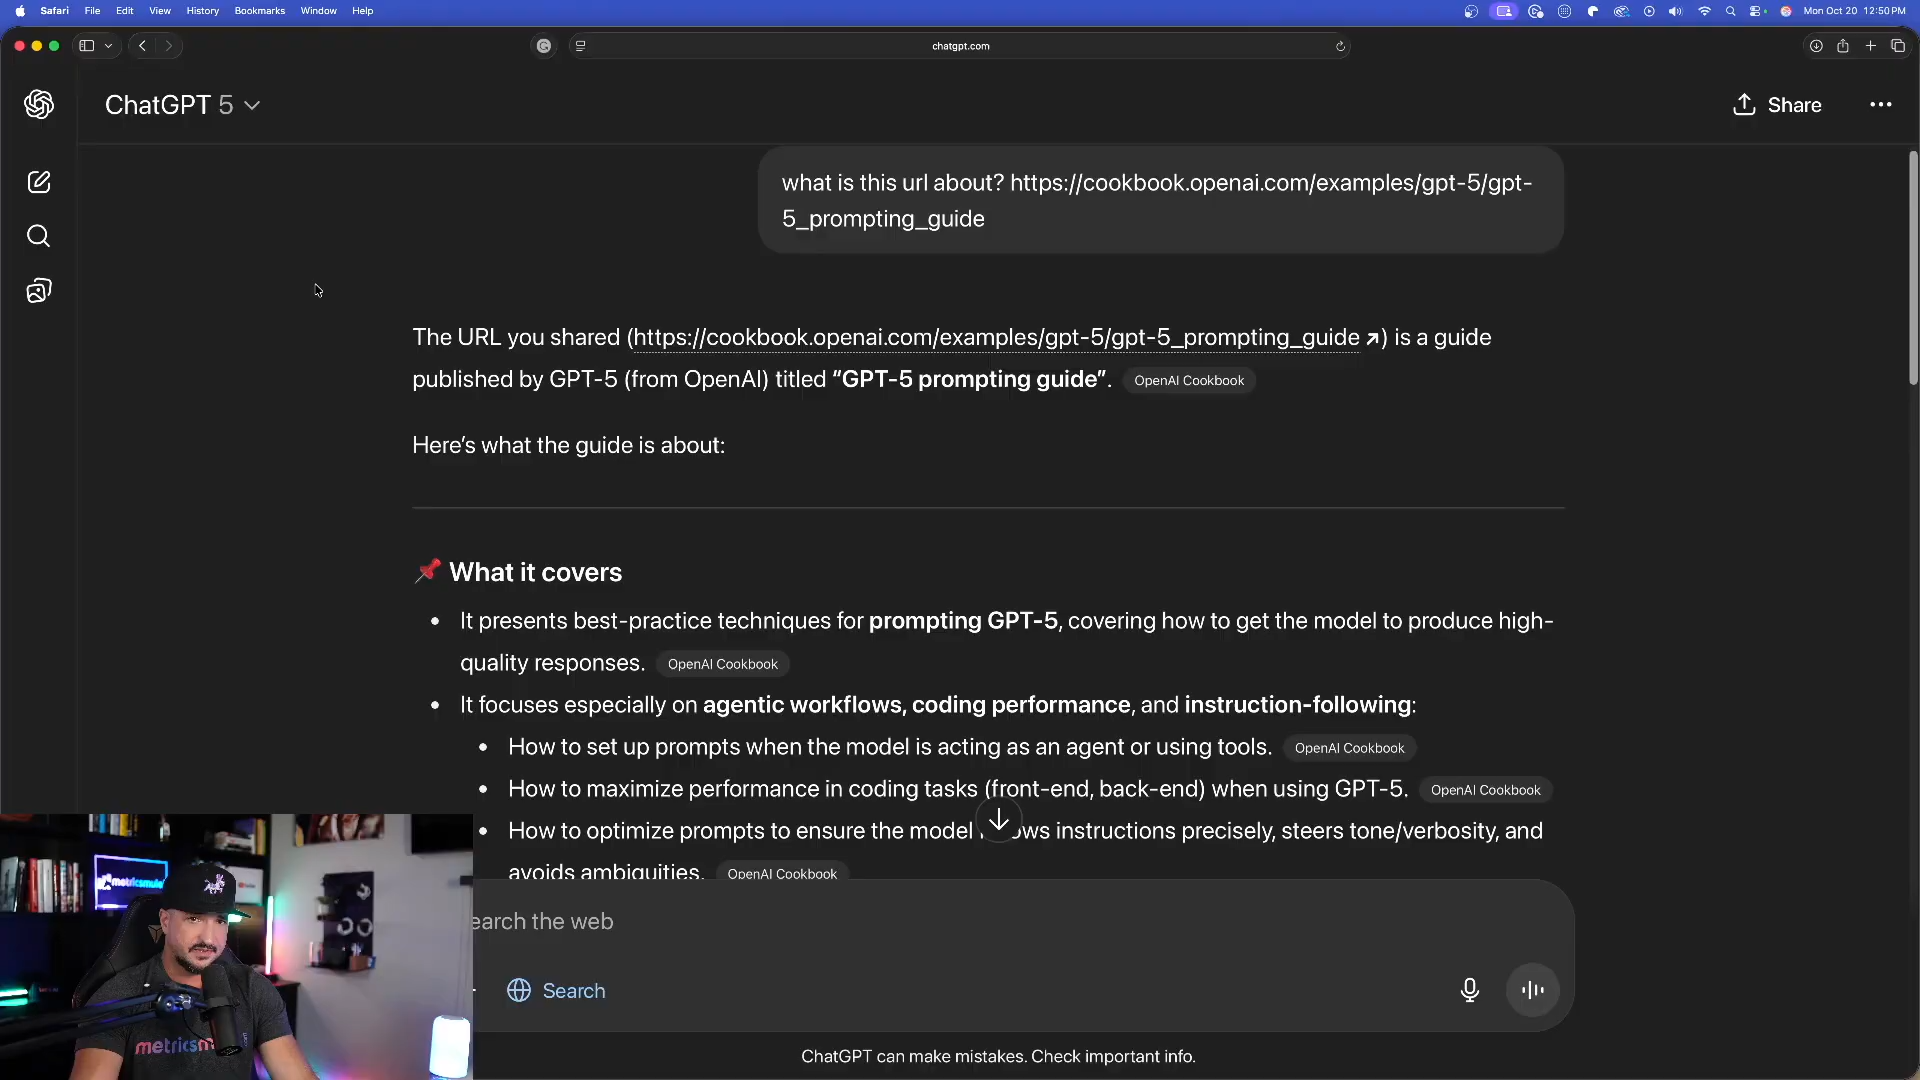 Safari File Edit View History Bookmarks Window Help
Mon Oct 20 12:50 PM
chatgpt.com
ChatGPT 5
Share
what is this url about? https://cookbook.openai.com/examples/gpt-5/gpt-
5_prompting_guide
The URL you shared (https://cookbook.openai.com/examples/gpt-5/gpt-5_prompting_guide ↗) is a guide
published by GPT-5 (from OpenAI) titled “GPT-5 prompting guide”. OpenAI Cookbook
Here’s what the guide is about:
📌 What it covers
• It presents best-practice techniques for prompting GPT-5, covering how to get the model to produce high-
quality responses. OpenAI Cookbook
• It focuses especially on agentic workflows, coding performance, and instruction-following:
• How to set up prompts when the model is acting as an agent or using tools. OpenAI Cookbook
• How to maximize performance in coding tasks (front-end, back-end) when using GPT-5. OpenAI Cookbook
• How to optimize prompts to ensure the model ows instructions precisely, steers tone/verbosity, and
avoids ambiguities. OpenAI Cookbook
earch the web
Search
ChatGPT can make mistakes. Check important info.
metricsmule
metricsm